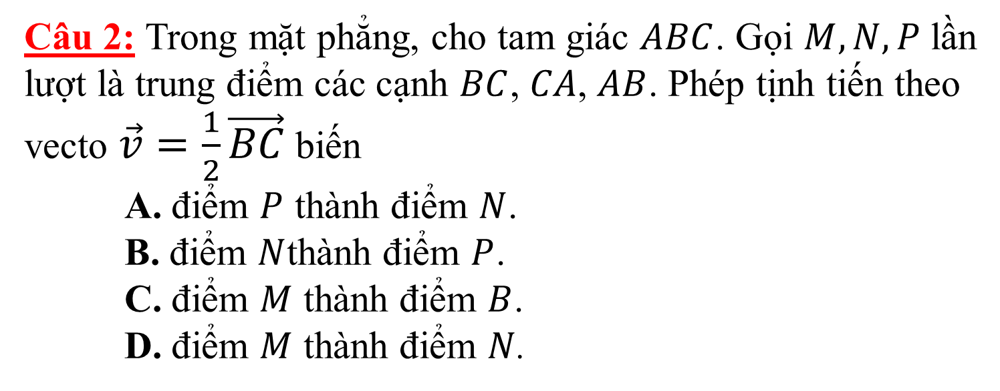 Câu 2: Trong mặt phẳng, cho tam giác ABC. Gọi M, N, P lần
lượt là trung điểm các cạnh BC, CA, AB. Phép tịnh tiến theo
vecto $\vec{v} = \frac{1}{2}\overrightarrow{BC}$ biến
A. điểm P thành điểm N.
B. điểm Nthành điểm P.
C. điểm M thành điểm B.
D. điểm M thành điểm N.